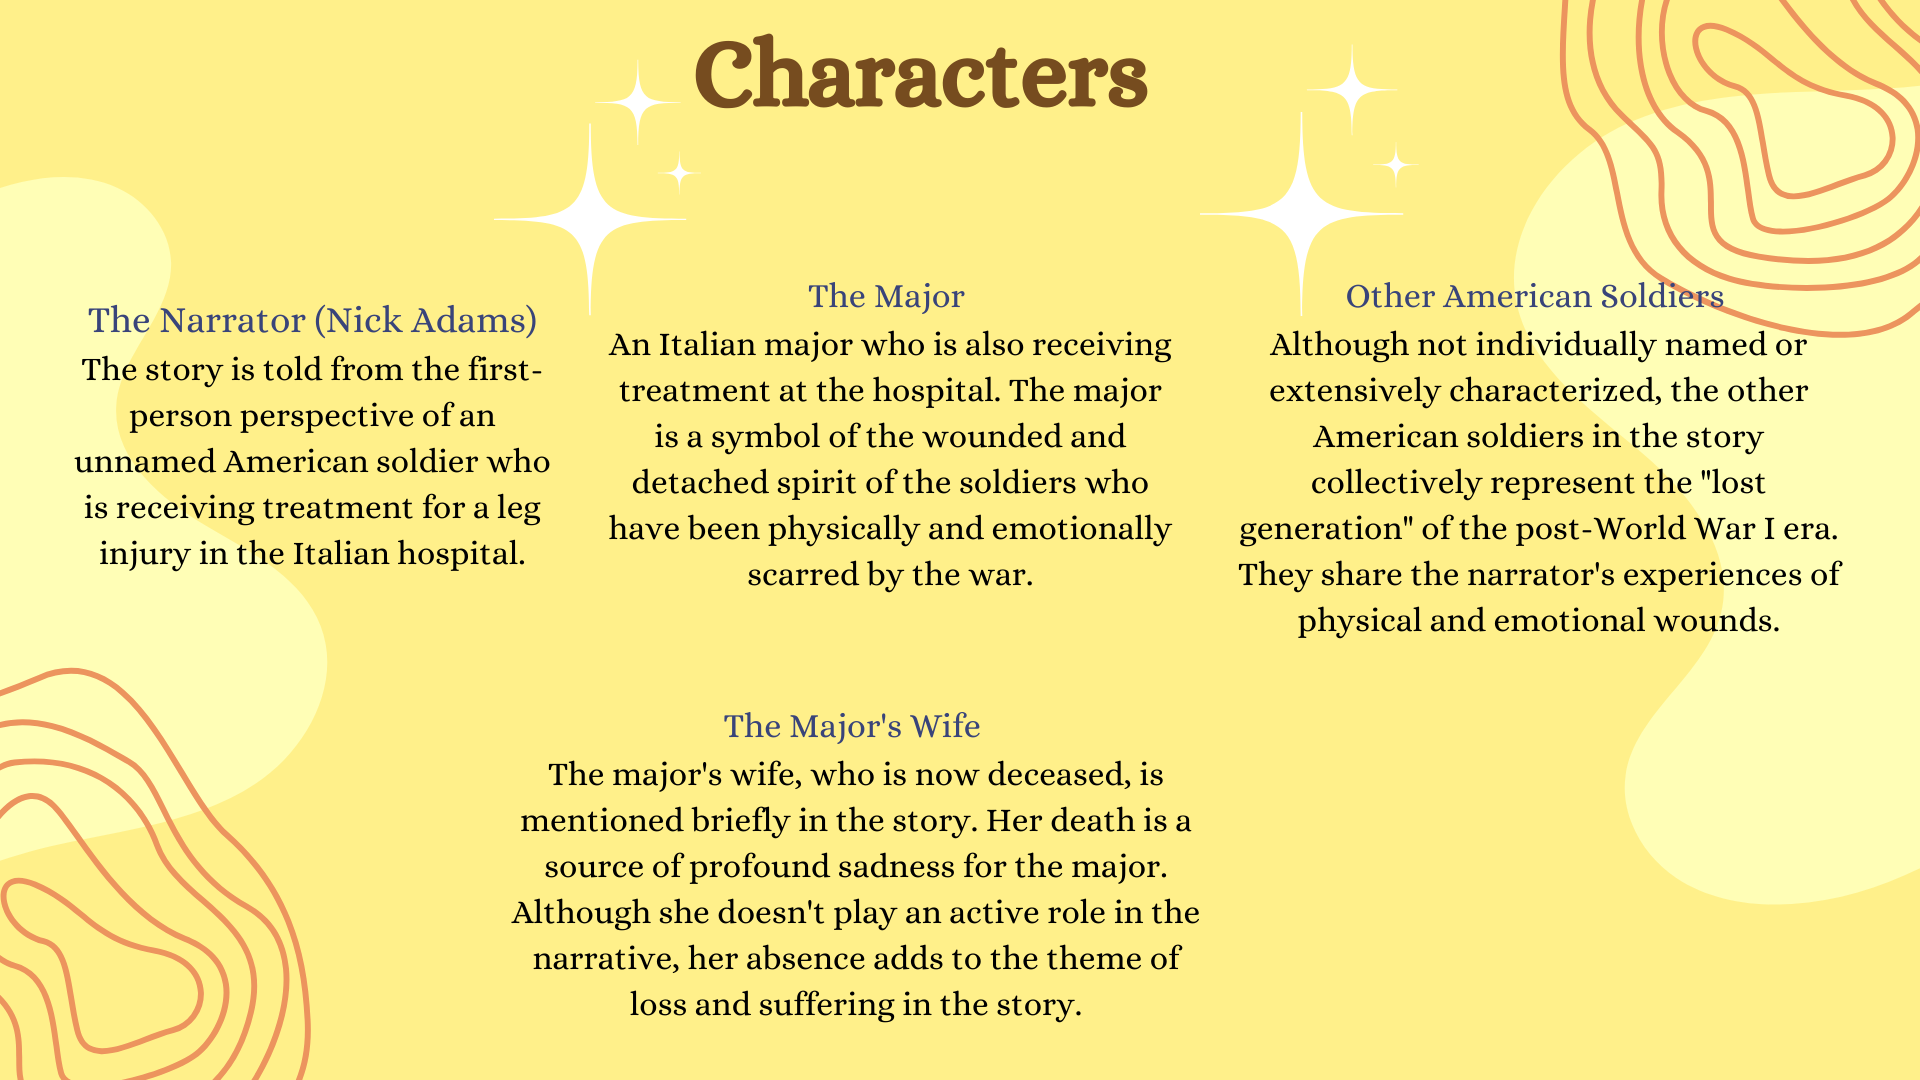 Characters
The Narrator (Nick Adams)
The story is told from the first-
person perspective of an
unnamed American soldier who
is receiving treatment for a leg
injury in the Italian hospital.
The Major
An Italian major who is also receiving
treatment at the hospital. The major
is a symbol of the wounded and
detached spirit of the soldiers who
have been physically and emotionally
scarred by the war.
Other American Soldiers
Although not individually named or
extensively characterized, the other
American soldiers in the story
collectively represent the "lost
generation" of the post-World War I era.
They share the narrator's experiences of
physical and emotional wounds.
The Major's Wife
The major's wife, who is now deceased, is
mentioned briefly in the story. Her death is a
source of profound sadness for the major.
Although she doesn't play an active role in the
narrative, her absence adds to the theme of
loss and suffering in the story.